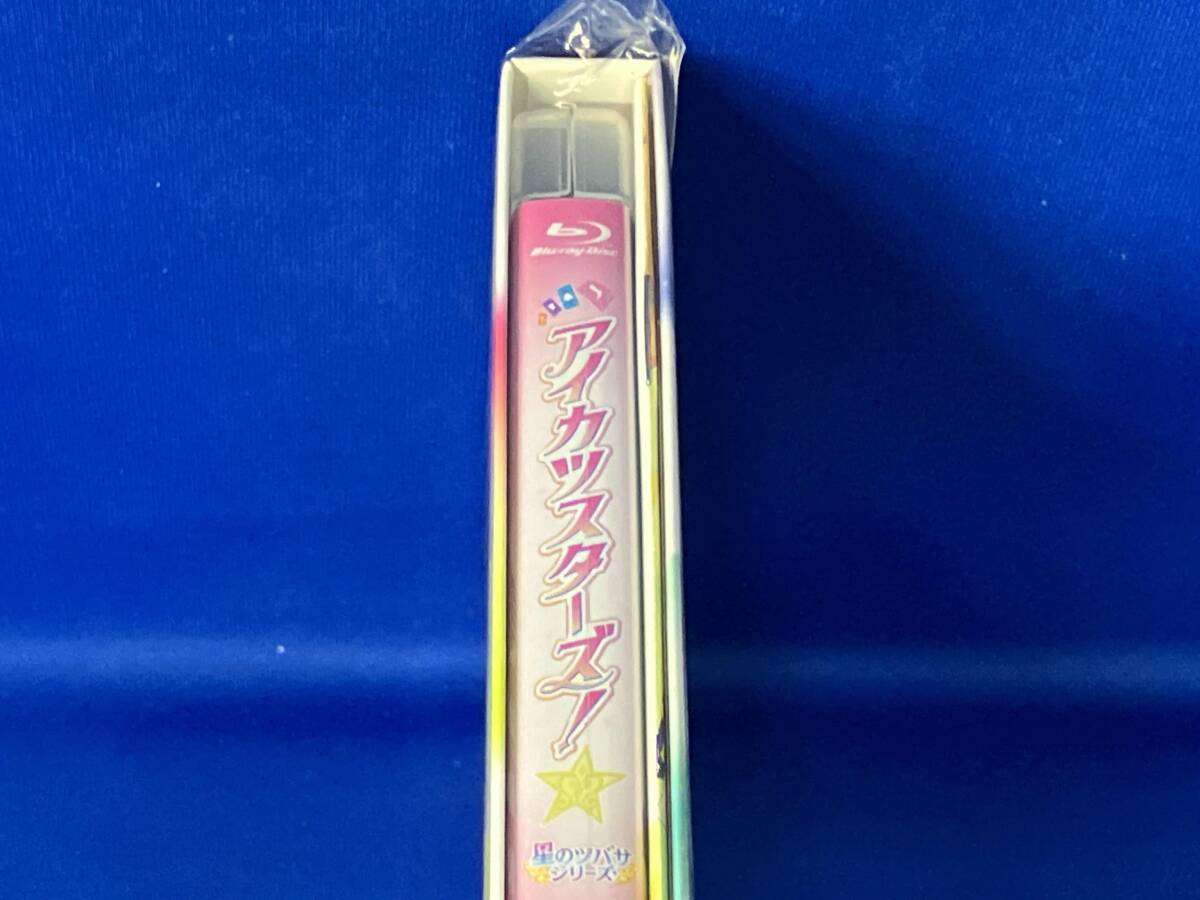 Blu-ray Disc
アイカツスターズ!
星のツバサ
シリーズ